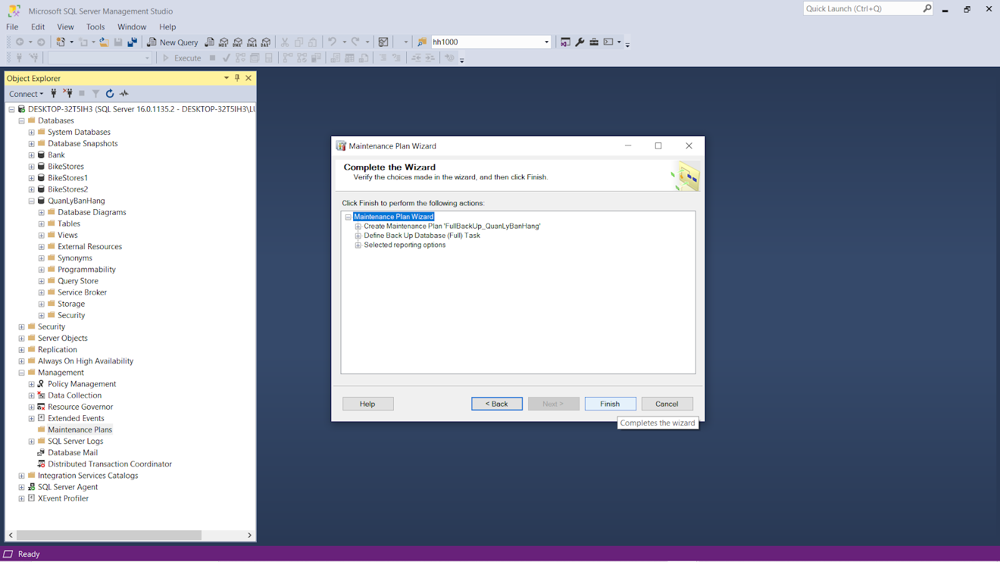 Microsoft SQL Server Management Studio
Quick Launch (Ctrl+Q)
File Edit View Tools Window Help
New Query MDX DMX XMLA DAX hh1000
Execute
Object Explorer
Connect
DESKTOP-32T5IH3 (SQL Server 16.0.1135.2 - DESKTOP-32T5IH3\LU
Databases
System Databases
Database Snapshots
Bank
BikeStores
BikeStores1
BikeStores2
QuanLyBanHang
Database Diagrams
Tables
Views
External Resources
Synonyms
Programmability
Query Store
Service Broker
Storage
Security
Security
Server Objects
Replication
Always On High Availability
Management
Policy Management
Data Collection
Resource Governor
Extended Events
Maintenance Plans
SQL Server Logs
Database Mail
Distributed Transaction Coordinator
Integration Services Catalogs
SQL Server Agent
XEvent Profiler
Maintenance Plan Wizard
Complete the Wizard
Verify the choices made in the wizard, and then click Finish.
Click Finish to perform the following actions:
Maintenance Plan Wizard
Create Maintenance Plan 'FullBackUp_QuanLyBanHang'
Define Back Up Database (Full) Task
Selected reporting options
Help < Back Next > Finish Cancel
Completes the wizard
Ready